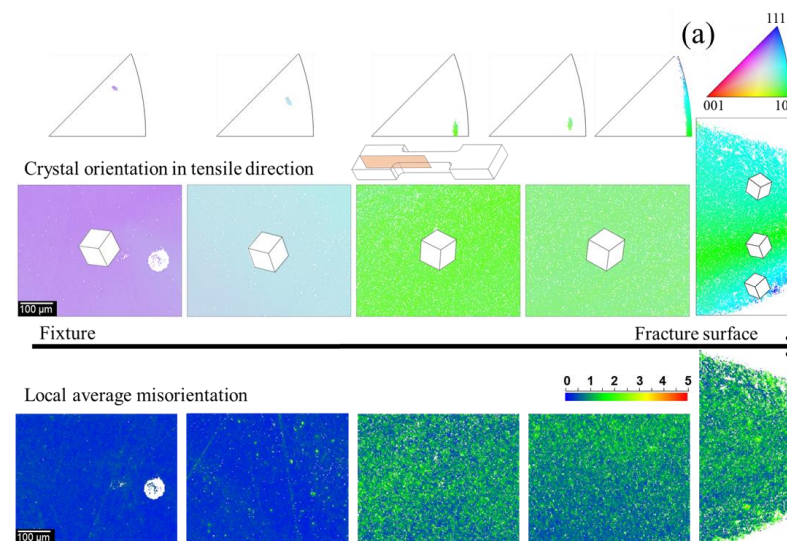 (a)
111
001
10
Crystal orientation in tensile direction
100 μm
Fixture
Fracture surface
Local average misorientation
0 1 2 3 4 5
100 μm